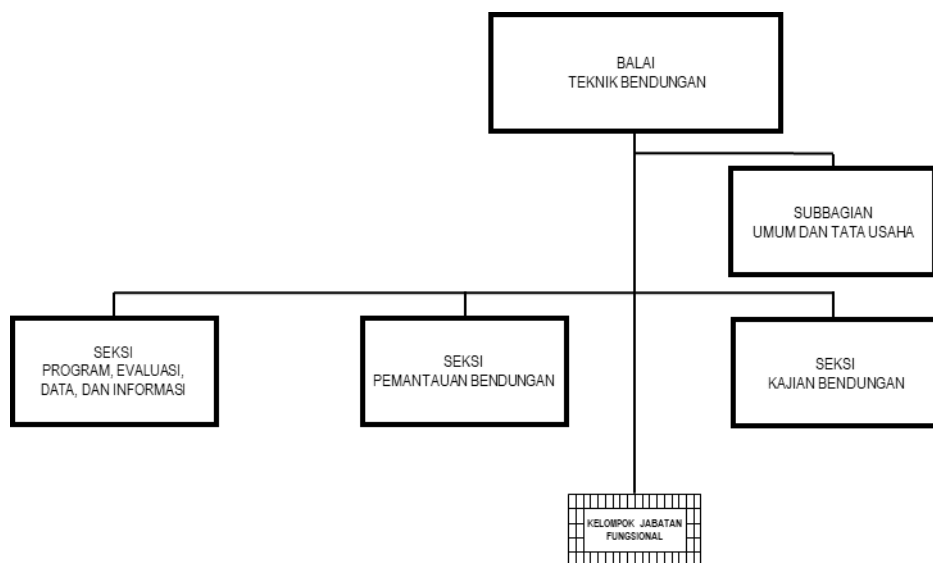 BALAI
TEKNIK BENDUNGAN
SUBBAGIAN
UMUM DAN TATA USAHA
SEKSI
PROGRAM, EVALUASI,
DATA, DAN INFORMASI
SEKSI
PEMANTAUAN BENDUNGAN
SEKSI
KAJIAN BENDUNGAN
KELOMPOK JABATAN
FUNGSIONAL